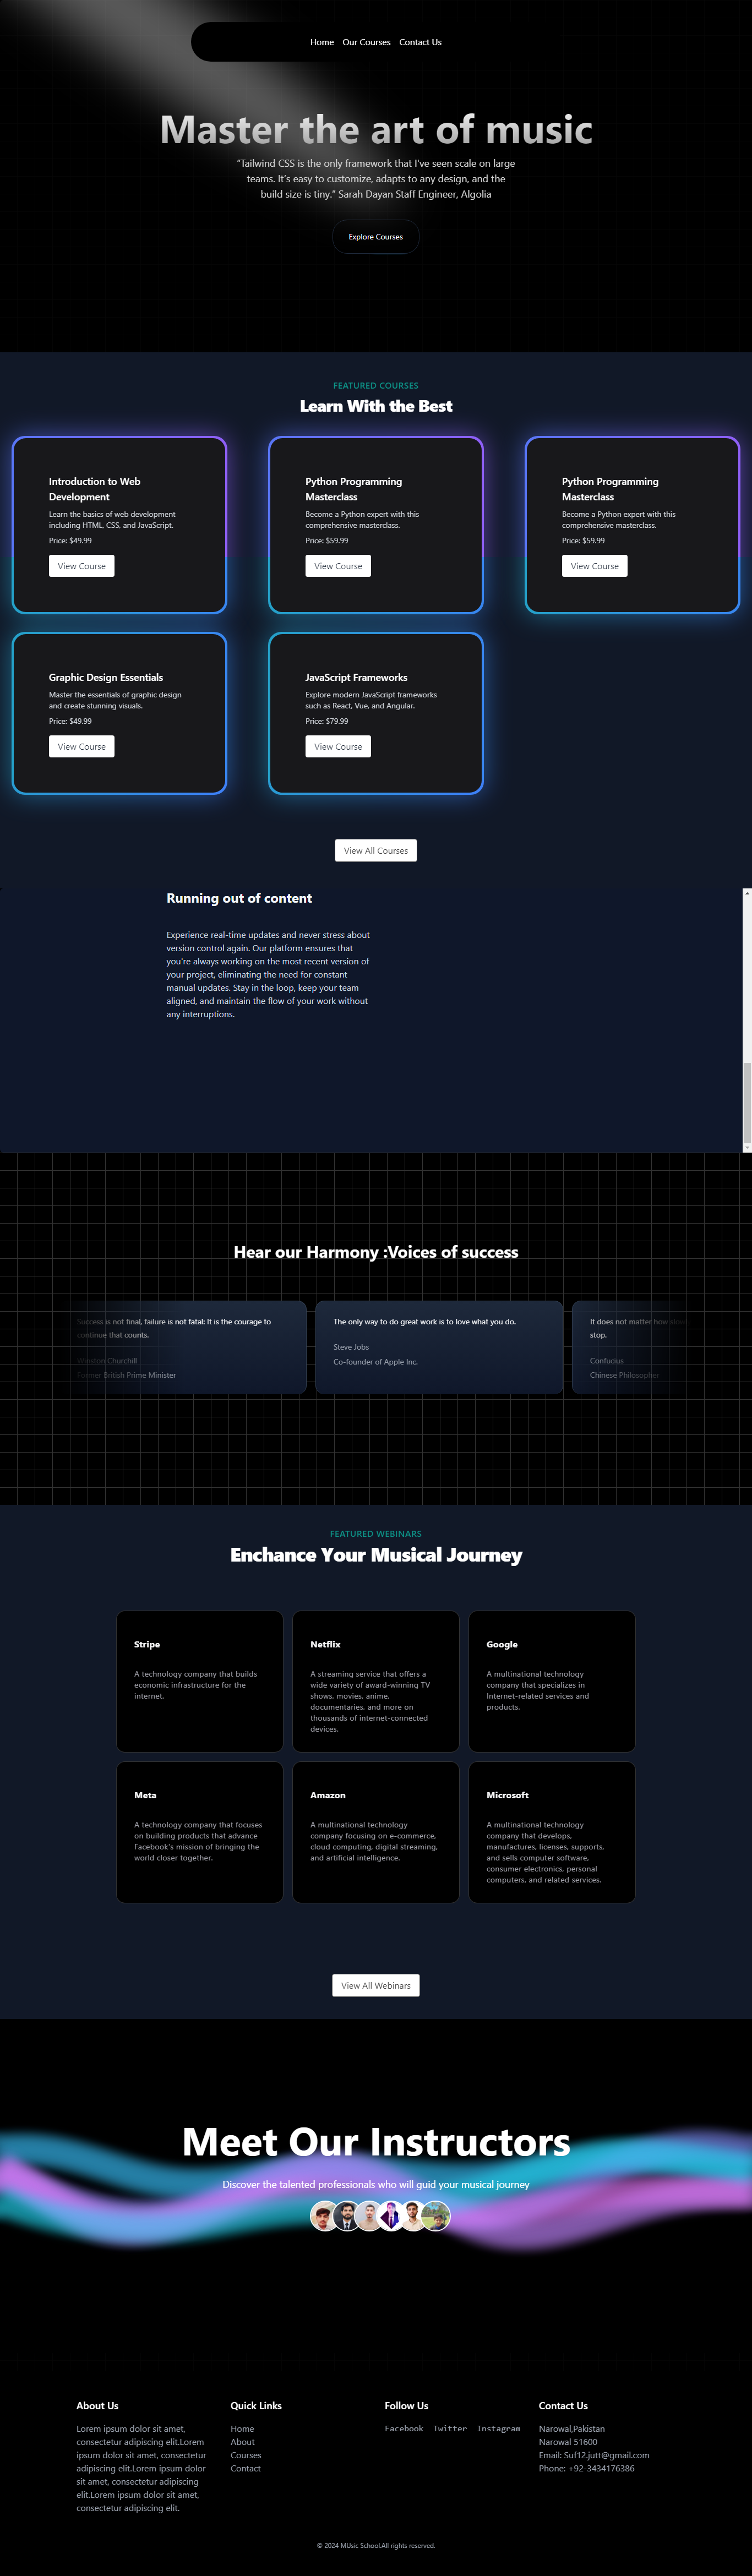 Home Our Courses Contact Us
Master the art of music
"Tailwind CSS is the only framework that I've seen scale on large
teams. It's easy to customize, adapts to any design, and the
build size is tiny." Sarah Dayan Staff Engineer, Algolia
Explore Courses
FEATURED COURSES
Learn With the Best
Introduction to Web
Development
Learn the basics of web development
including HTML, CSS, and JavaScript.
Price: $49.99
View Course
Python Programming
Masterclass
Become a Python expert with this
comprehensive masterclass.
Price: $59.99
View Course
Python Programming
Masterclass
Become a Python expert with this
comprehensive masterclass.
Price: $59.99
View Course
Graphic Design Essentials
Master the essentials of graphic design
and create stunning visuals.
Price: $49.99
View Course
JavaScript Frameworks
Explore modern JavaScript frameworks
such as React, Vue, and Angular.
Price: $79.99
View Course
View All Courses
Running out of content
Experience real-time updates and never stress about
version control again. Our platform ensures that
you're always working on the most recent version of
your project, eliminating the need for constant
manual updates. Stay in the loop, keep your team
aligned, and maintain the flow of your work without
any interruptions.
Hear our Harmony :Voices of success
Success is not final, failure is not fatal: It is the courage to
continue that counts.
Winston Churchill
Former British Prime Minister
The only way to do great work is to love what you do.
Steve Jobs
Co-founder of Apple Inc.
It does not matter how
stop.
Confucius
Chinese Philosopher
FEATURED WEBINARS
Enchance Your Musical Journey
Stripe
A technology company that builds
economic infrastructure for the
internet.
Netflix
A streaming service that offers a
wide variety of award-winning TV
shows, movies, anime,
documentaries, and more on
thousands of internet-connected
devices.
Google
A multinational technology
company that specializes in
Internet-related services and
products.
Meta
A technology company that focuses
on building products that advance
Facebook's mission of bringing the
world closer together.
Amazon
A multinational technology
company focusing on e-commerce,
cloud computing, digital streaming,
and artificial intelligence.
Microsoft
A multinational technology
company that develops,
manufactures, licenses, supports,
and sells computer software,
consumer electronics, personal
computers, and related services.
View All Webinars
Meet Our Instructors
Discover the talented professionals who will guid your musical journey
About Us
Lorem ipsum dolor sit amet,
consectetur adipiscing elit.Lorem
ipsum dolor sit amet, consectetur
adipiscing elit.Lorem ipsum dolor
sit amet, consectetur adipiscing
elit.Lorem ipsum dolor sit amet,
consectetur adipiscing elit.
Quick Links
Home
About
Courses
Contact
Follow Us
Facebook Twitter Instagram
Contact Us
Narowal,Pakistan
Narowal 51600
Email: Suf12.jutt@gmail.com
Phone: +92-3434176386
© 2024 MUsic School.All rights reserved.